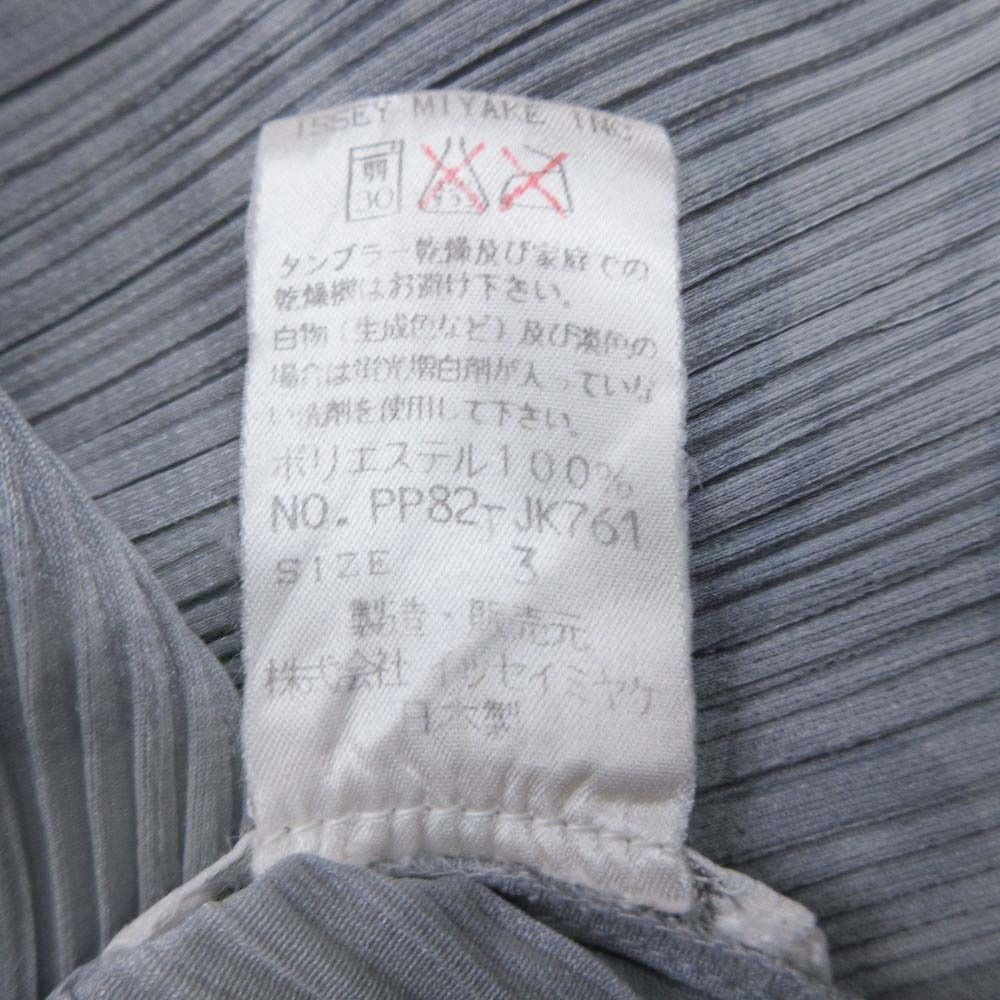 ISSEY MIYAKE INC.
弱
30
タンブラー乾燥及び家庭での
乾燥機はお避け下さい。
白物(生成色など)及び淡色の
場合は蛍光増白剤が入っていな
い洗剤を使用して下さい。
ポリエステル100%
NO. PP82-JK761
SIZE 3
製造・販売元
株式会社 イッセイミヤケ
日本製